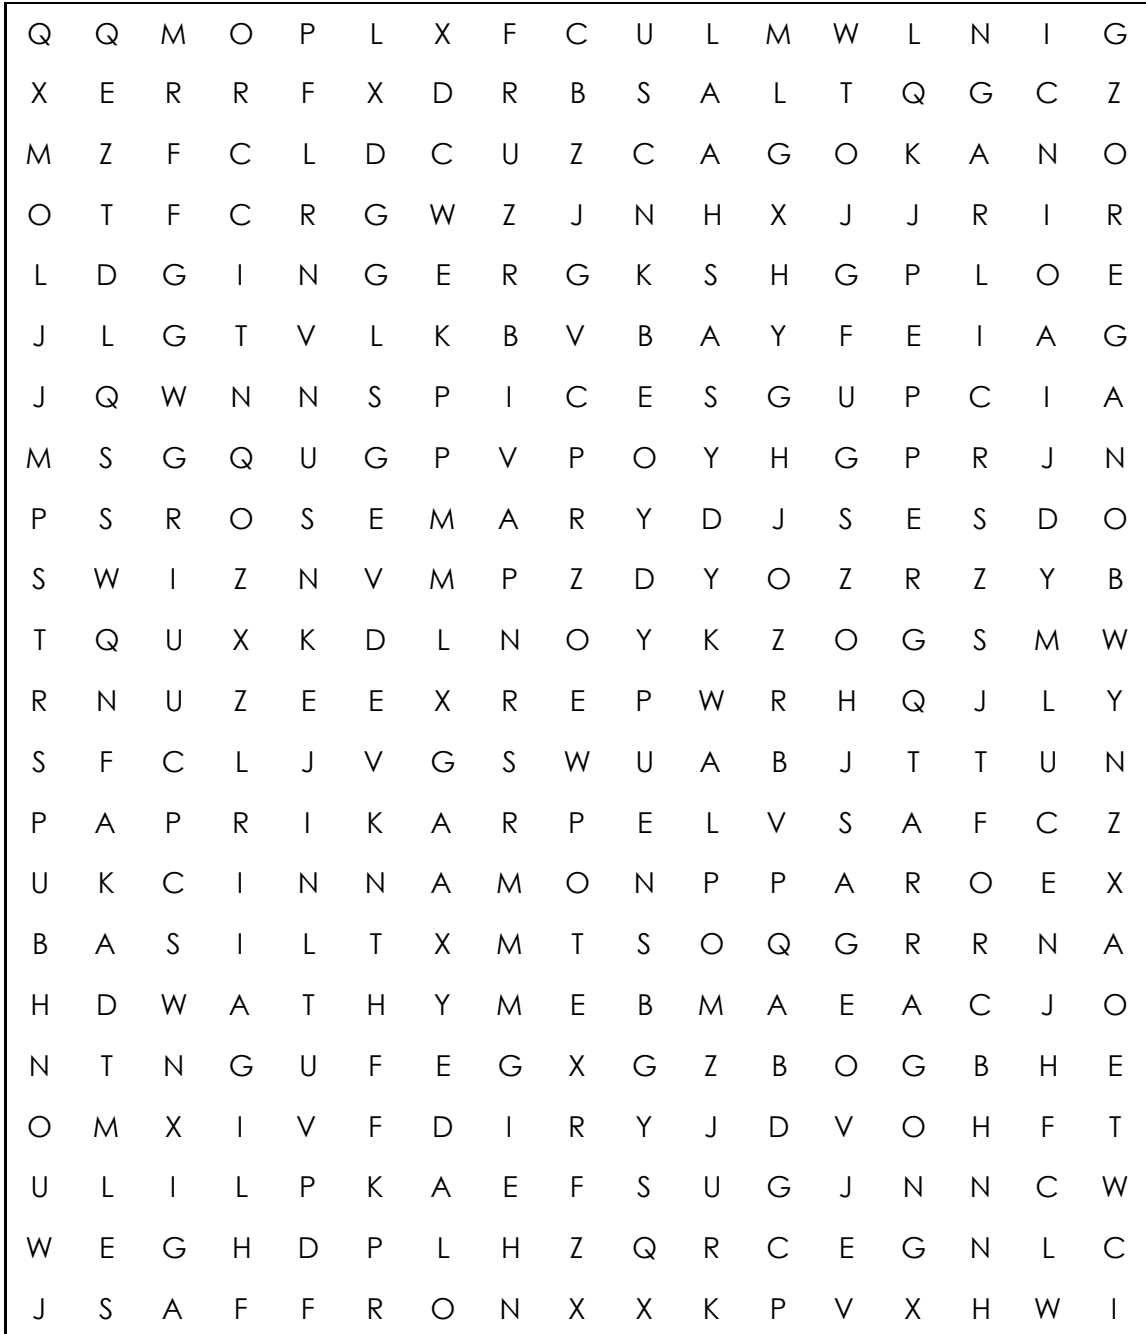 Q Q M O P L X F C U L M W L N I G
X E R R F X D R B S A L T Q G C Z
M Z F C L D C U Z C A G O K A N O
O T F C R G W Z J N H X J J R I R
L D G I N G E R G K S H G P L O E
J L G T V L K B V B A Y F E I A G
J Q W N N S P I C E S G U P C I A
M S G Q U G P V P O Y H G P R J N
P S R O S E M A R Y D J S E S D O
S W I Z N V M P Z D Y O Z R Z Y B
T Q U X K D L N O Y K Z O G S M W
R N U Z E E X R E P W R H Q J L Y
S F C L J V G S W U A B J T T U N
P A P R I K A R P E L V S A F C Z
U K C I N N A M O N P P A R O E X
B A S I L T X M T S O Q G R R N A
H D W A T H Y M E B M A E A C J O
N T N G U F E G X G Z B O G B H E
O M X I V F D I R Y J D V O H F T
U L I L P K A E F S U G J N N C W
W E G H D P L H Z Q R C E G N L C
J S A F F R O N X X K P V X H W I